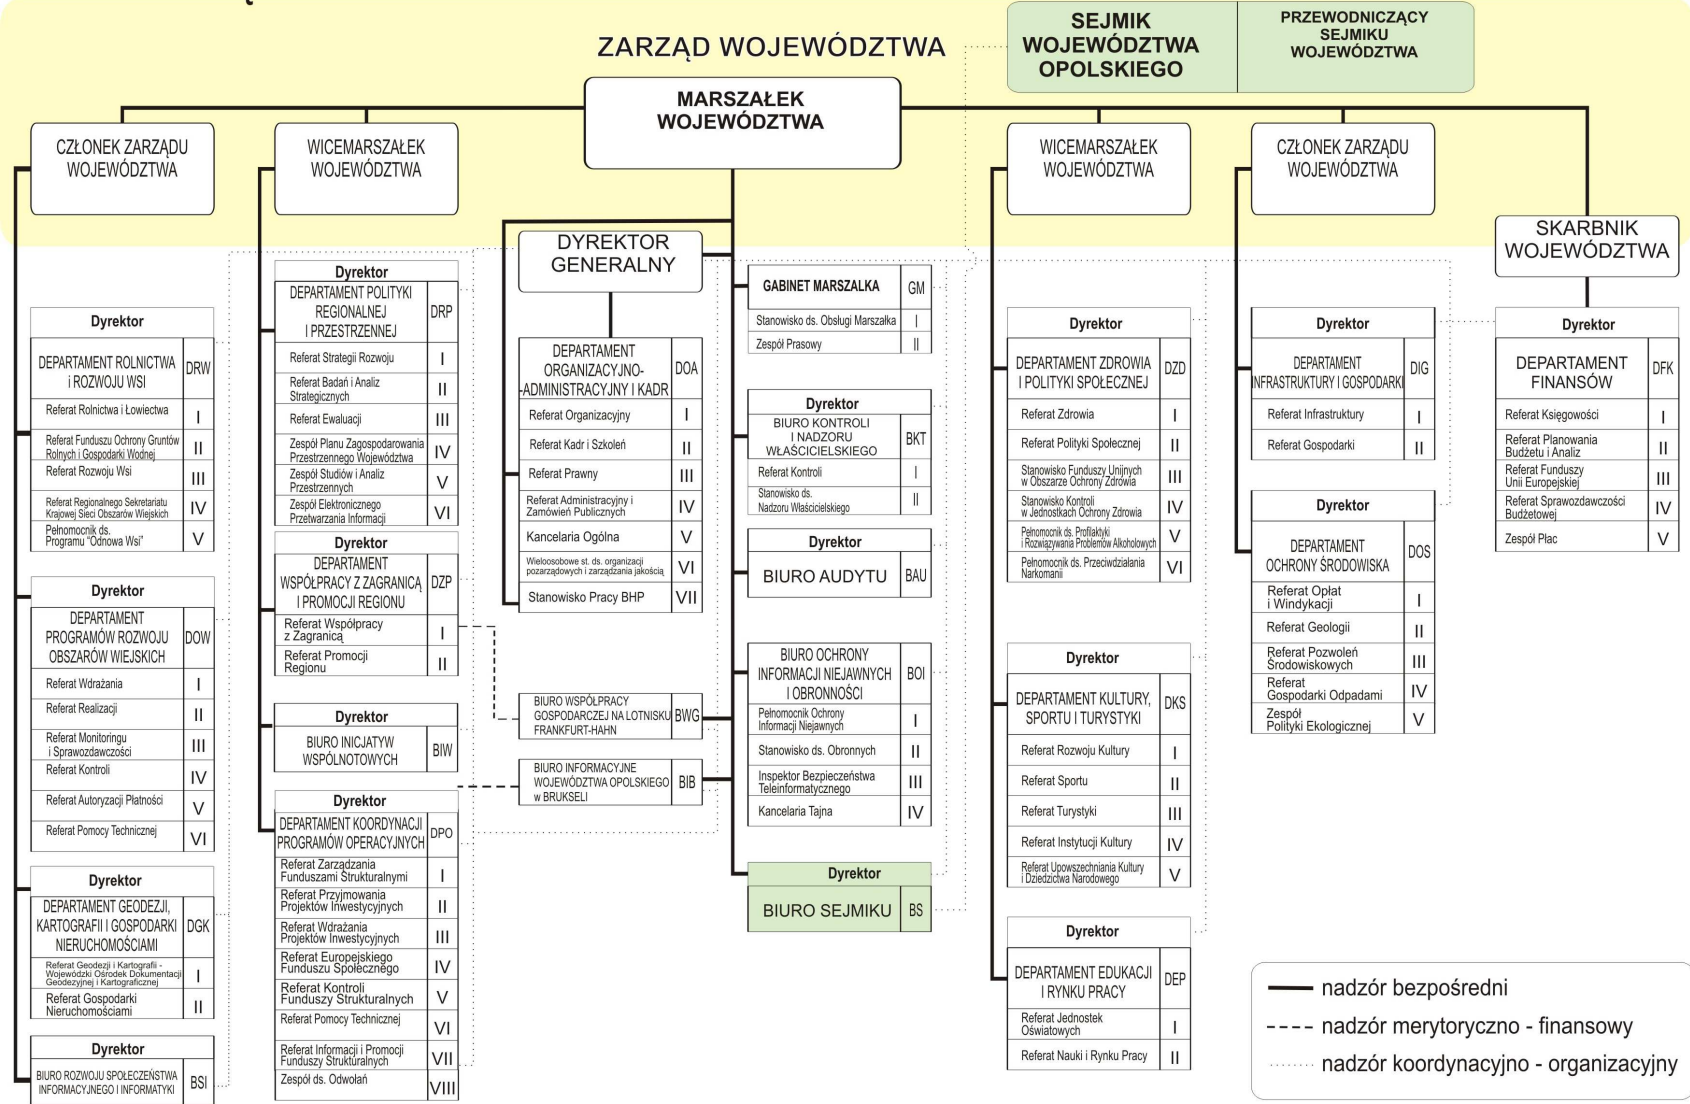 ZARZĄD WOJEWÓDZTWA
SEJMIK
WOJEWÓDZTWA
OPOLSKIEGO
PRZEWODNICZĄCY
SEJMIKU
WOJEWÓDZTWA
MARSZAŁEK
WOJEWÓDZTWA
CZŁONEK ZARZĄDU
WOJEWÓDZTWA
WICEMARSZAŁEK
WOJEWÓDZTWA
WICEMARSZAŁEK
WOJEWÓDZTWA
CZŁONEK ZARZĄDU
WOJEWÓDZTWA
SKARBNIK
WOJEWÓDZTWA
DYREKTOR
GENERALNY
Dyrektor
DEPARTAMENT ROLNICTWA
i ROZWOJU WSI
DRW
Referat Rolnictwa i Łowiectwa
I
Referat Funduszu Ochrony Gruntów
Rolnych i Gospodarki Wodnej
II
Referat Rozwoju Wsi
III
Referat Regionalnego Sekretariatu
Krajowej Sieci Obszarów Wiejskich
IV
Pełnomocnik ds.
Programu "Odnowa Wsi"
V
Dyrektor
DEPARTAMENT
PROGRAMÓW ROZWOJU
OBSZARÓW WIEJSKICH
DOW
Referat Wdrażania
I
Referat Realizacji
II
Referat Monitoringu
i Sprawozdawczości
III
Referat Kontroli
IV
Referat Autoryzacji Płatności
V
Referat Pomocy Technicznej
VI
Dyrektor
DEPARTAMENT GEODEZJI,
KARTOGRAFII I GOSPODARKI
NIERUCHOMOŚCIAMI
DGK
Referat Geodezji i Kartografii -
Wojewódzki Ośrodek Dokumentacji
Geodezyjnej i Kartograficznej
I
Referat Gospodarki
Nieruchomościami
II
Dyrektor
BIURO ROZWOJU SPOŁECZEŃSTWA
INFORMACYJNEGO I INFORMATYKI
BSI
Dyrektor
DEPARTAMENT POLITYKI
REGIONALNEJ
I PRZESTRZENNEJ
DRP
Referat Strategii Rozwoju
I
Referat Badań i Analiz
Strategicznych
II
Referat Ewaluacji
III
Zespół Planu Zagospodarowania
Przestrzennego Województwa
IV
Zespół Studiów i Analiz
Przestrzennych
V
Zespół Elektronicznego
Przetwarzania Informacji
VI
Dyrektor
DEPARTAMENT
WSPÓŁPRACY Z ZAGRANICĄ
I PROMOCJI REGIONU
DZP
Referat Współpracy
z Zagranicą
I
Referat Promocji
Regionu
II
Dyrektor
BIURO INICJATYW
WSPÓLNOTOWYCH
BIW
Dyrektor
DEPARTAMENT KOORDYNACJI
PROGRAMÓW OPERACYJNYCH
DPO
Referat Zarządzania
Funduszami Strukturalnymi
I
Referat Przyjmowania
Projektów Inwestycyjnych
II
Referat Wdrażania
Projektów Inwestycyjnych
III
Referat Europejskiego
Funduszu Społecznego
IV
Referat Kontroli
Funduszy Strukturalnych
V
Referat Pomocy Technicznej
VI
Referat Informacji i Promocji
Funduszy Strukturalnych
VII
Zespół ds. Odwołań
VIII
DEPARTAMENT
ORGANIZACYJNO-
-ADMINISTRACYJNY I KADR
DOA
Referat Organizacyjny
I
Referat Kadr i Szkoleń
II
Referat Prawny
III
Referat Administracyjny i
Zamówień Publicznych
IV
Kancelaria Ogólna
V
Wieloosobowe st. ds. organizacji
pozarządowych i zarządzania jakością
VI
Stanowisko Pracy BHP
VII
BIURO WSPÓŁPRACY
GOSPODARCZEJ NA LOTNISKU
FRANKFURT-HAHN
BWG
BIURO INFORMACYJNE
WOJEWÓDZTWA OPOLSKIEGO
w BRUKSELI
BIB
GABINET MARSZALKA
GM
Stanowisko ds. Obsługi Marszałka
I
Zespół Prasowy
II
Dyrektor
BIURO KONTROLI
I NADZORU
WŁAŚCICIELSKIEGO
BKT
Referat Kontroli
I
Stanowisko ds.
Nadzoru Właścicielskiego
II
Dyrektor
BIURO AUDYTU
BAU
BIURO OCHRONY
INFORMACJI NIEJAWNYCH
I OBRONNOŚCI
BOI
Pełnomocnik Ochrony
Informacji Niejawnych
I
Stanowisko ds. Obronnych
II
Inspektor Bezpieczeństwa
Teleinformatycznego
III
Kancelaria Tajna
IV
Dyrektor
BIURO SEJMIKU
BS
Dyrektor
DEPARTAMENT ZDROWIA
I POLITYKI SPOŁECZNEJ
DZD
Referat Zdrowia
I
Referat Polityki Społecznej
II
Stanowisko Funduszy Unijnych
w Obszarze Ochrony Zdrowia
III
Stanowisko Kontroli
w Jednostkach Ochrony Zdrowia
IV
Pełnomocnik ds. Profilaktyki
i Rozwiązywania Problemów Alkoholowych
V
Pełnomocnik ds. Przeciwdziałania
Narkomanii
VI
Dyrektor
DEPARTAMENT KULTURY,
SPORTU I TURYSTYKI
DKS
Referat Rozwoju Kultury
I
Referat Sportu
II
Referat Turystyki
III
Referat Instytucji Kultury
IV
Referat Upowszechniania Kultury
i Dziedzictwa Narodowego
V
Dyrektor
DEPARTAMENT EDUKACJI
I RYNKU PRACY
DEP
Referat Jednostek
Oświatowych
I
Referat Nauki i Rynku Pracy
II
Dyrektor
DEPARTAMENT
INFRASTRUKTURY I GOSPODARKI
DIG
Referat Infrastruktury
I
Referat Gospodarki
II
Dyrektor
DEPARTAMENT
OCHRONY ŚRODOWISKA
DOS
Referat Opłat
i Windykacji
I
Referat Geologii
II
Referat Pozwoleń
Środowiskowych
III
Referat
Gospodarki Odpadami
IV
Zespół
Polityki Ekologicznej
V
Dyrektor
DEPARTAMENT
FINANSÓW
DFK
Referat Księgowości
I
Referat Planowania
Budżetu i Analiz
II
Referat Funduszy
Unii Europejskiej
III
Referat Sprawozdawczości
Budżetowej
IV
Zespół Płac
V
nadzór bezpośredni
nadzór merytoryczno - finansowy
nadzór koordynacyjno - organizacyjny